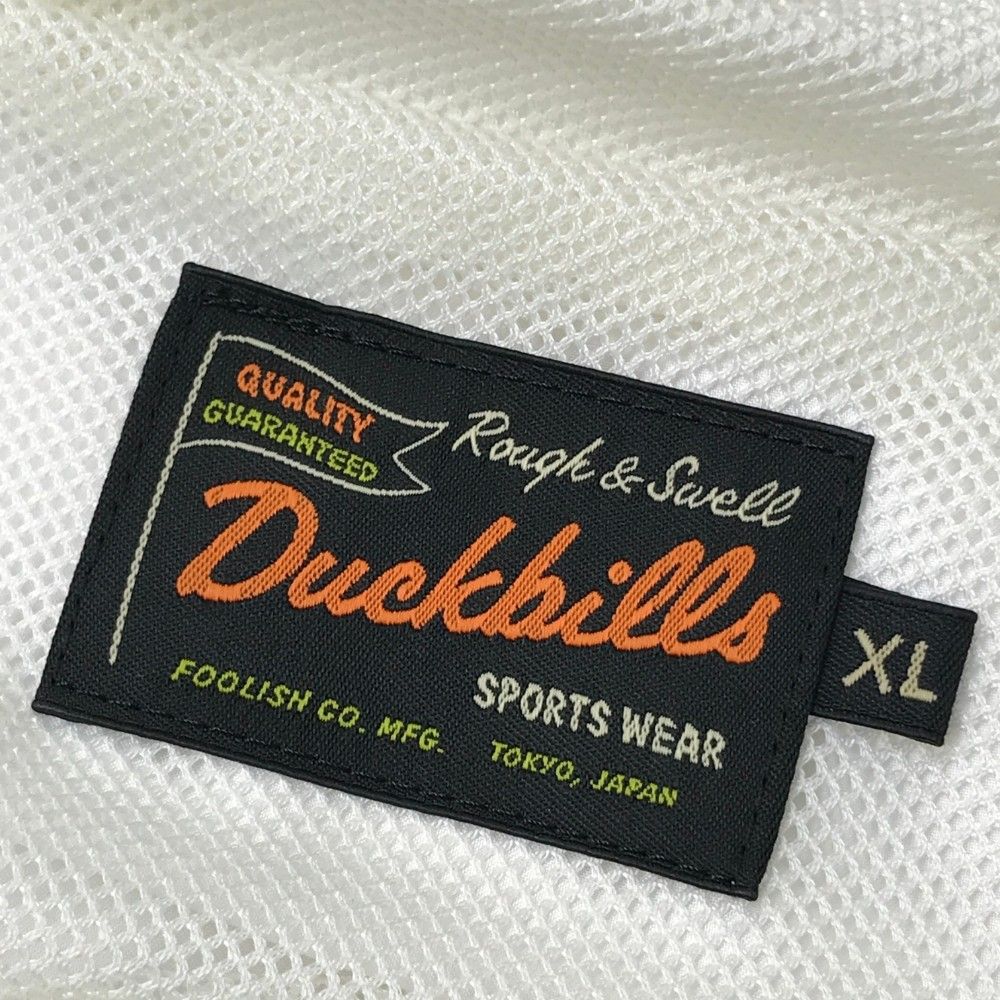 QUALITY
GUARANTEED
Rough & Swell
Duckbills
SPORTS WEAR
FOOLISH CO. MFG.
TOKYO, JAPAN
XL